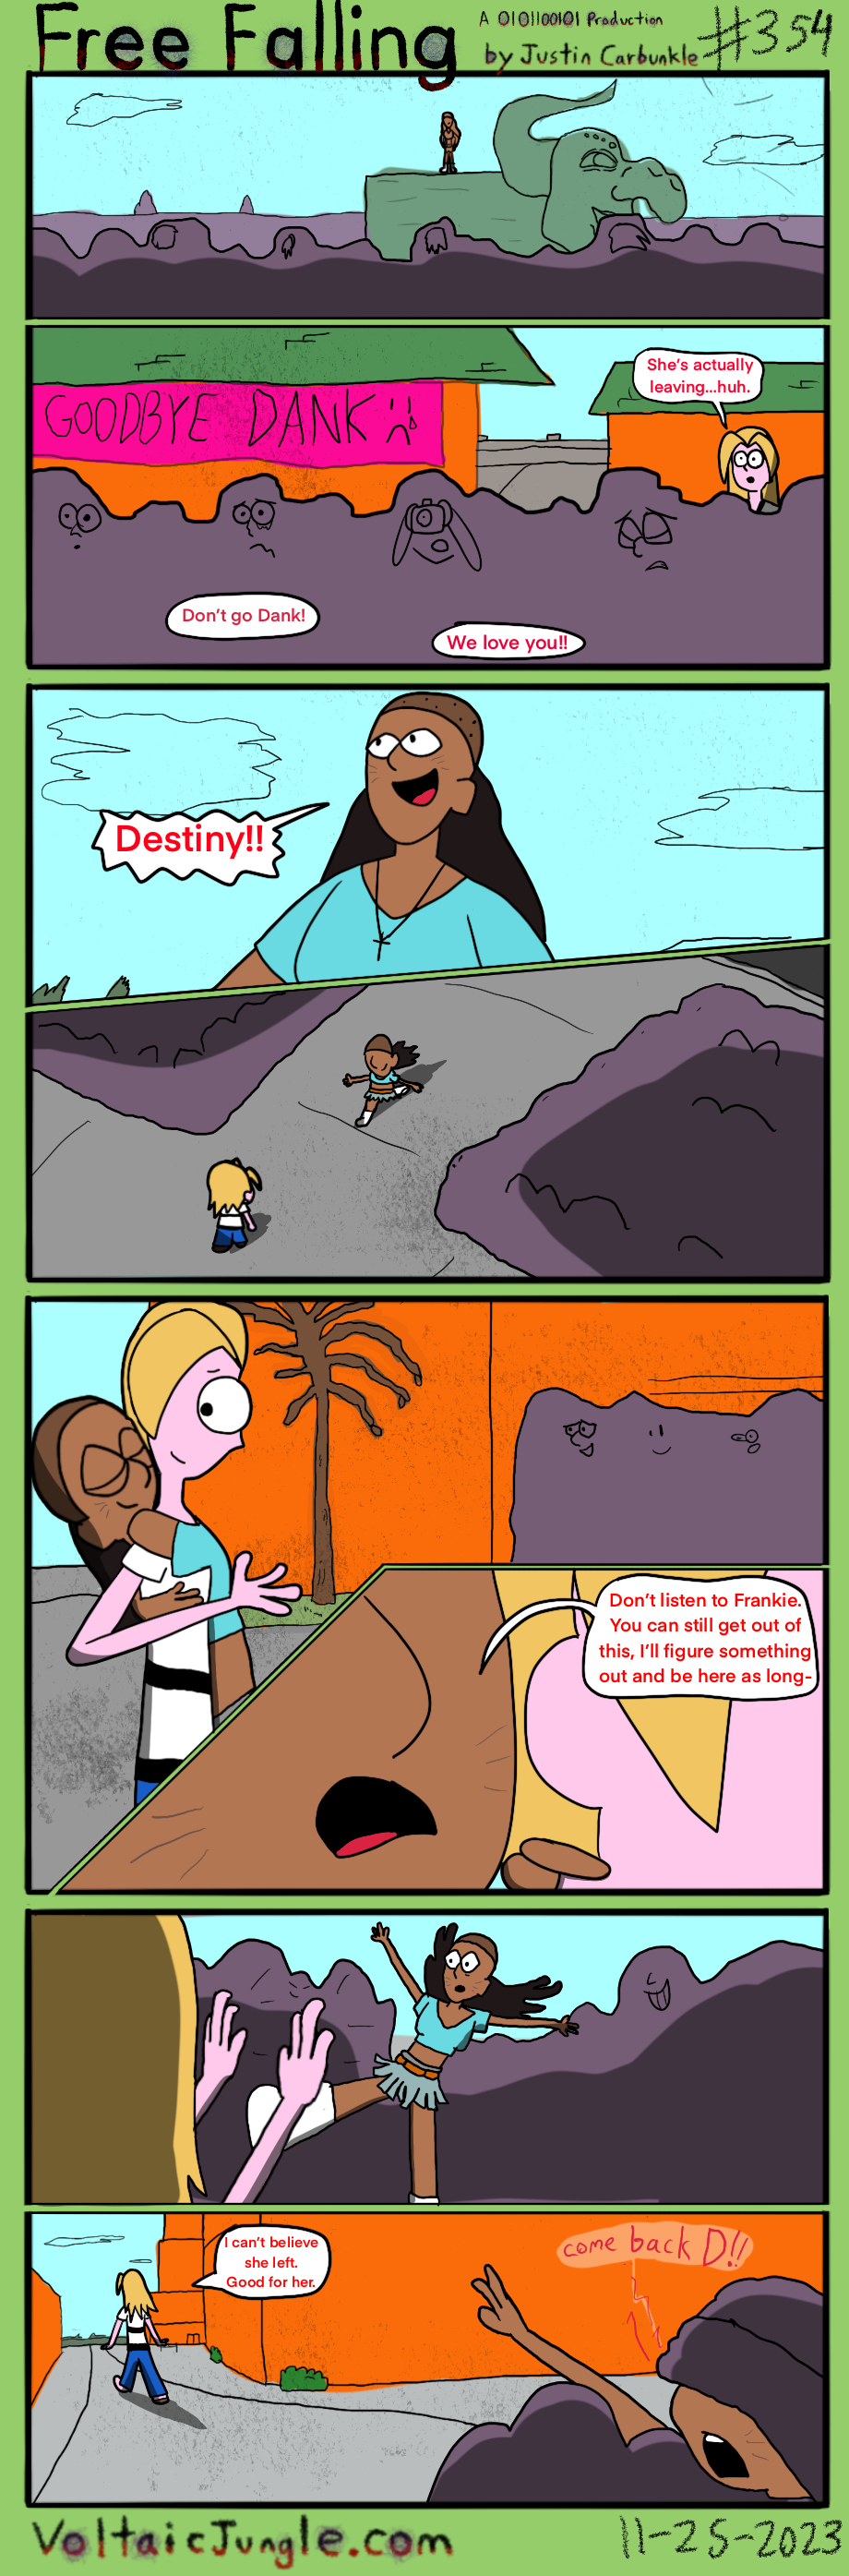 Free Falling
A 0101100101 Production
by Justin Carbunkle
#354
She's actually
leaving...huh.
GOODBYE DANK
Don't go Dank!
We love you!!
Destiny!!
Don't listen to Frankie.
You can still get out of
this, I'll figure something
out and be here as long-
I can't believe
she left.
Good for her.
come back D!!
VoltaicJungle.com
11-25-2023